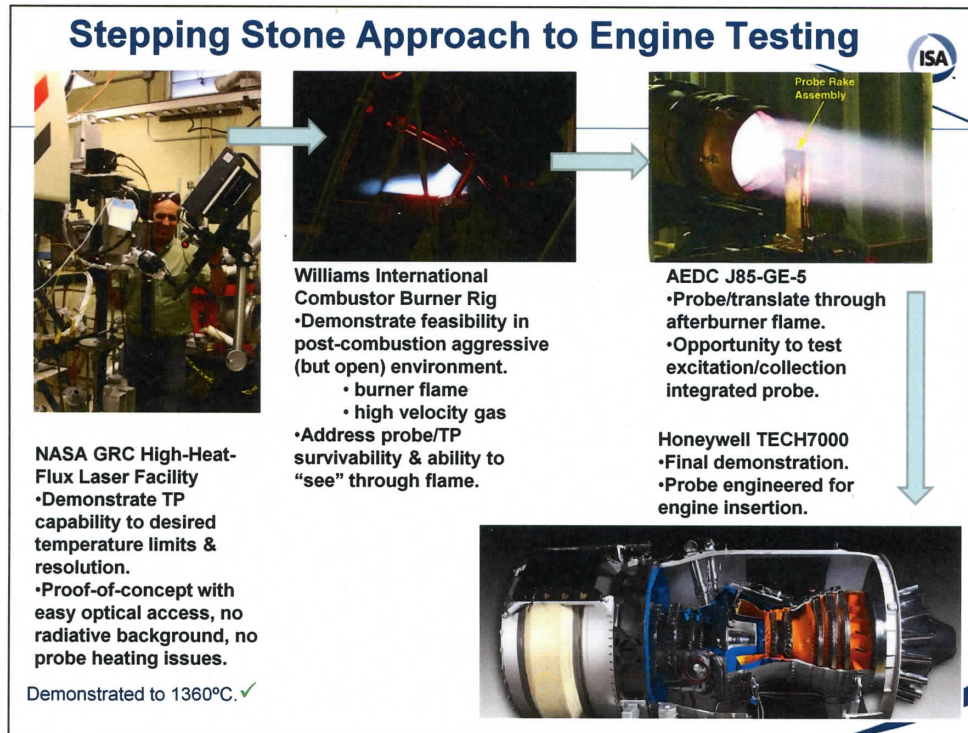 Stepping Stone Approach to Engine Testing
ISA
Probe Rake
Assembly
NASA GRC High-Heat-
Flux Laser Facility
•Demonstrate TP
capability to desired
temperature limits &
resolution.
•Proof-of-concept with
easy optical access, no
radiative background, no
probe heating issues.
Demonstrated to 1360ºC.✓
Williams International
Combustor Burner Rig
•Demonstrate feasibility in
post-combustion aggressive
(but open) environment.
• burner flame
• high velocity gas
•Address probe/TP
survivability & ability to
“see” through flame.
AEDC J85-GE-5
•Probe/translate through
afterburner flame.
•Opportunity to test
excitation/collection
integrated probe.
Honeywell TECH7000
•Final demonstration.
•Probe engineered for
engine insertion.